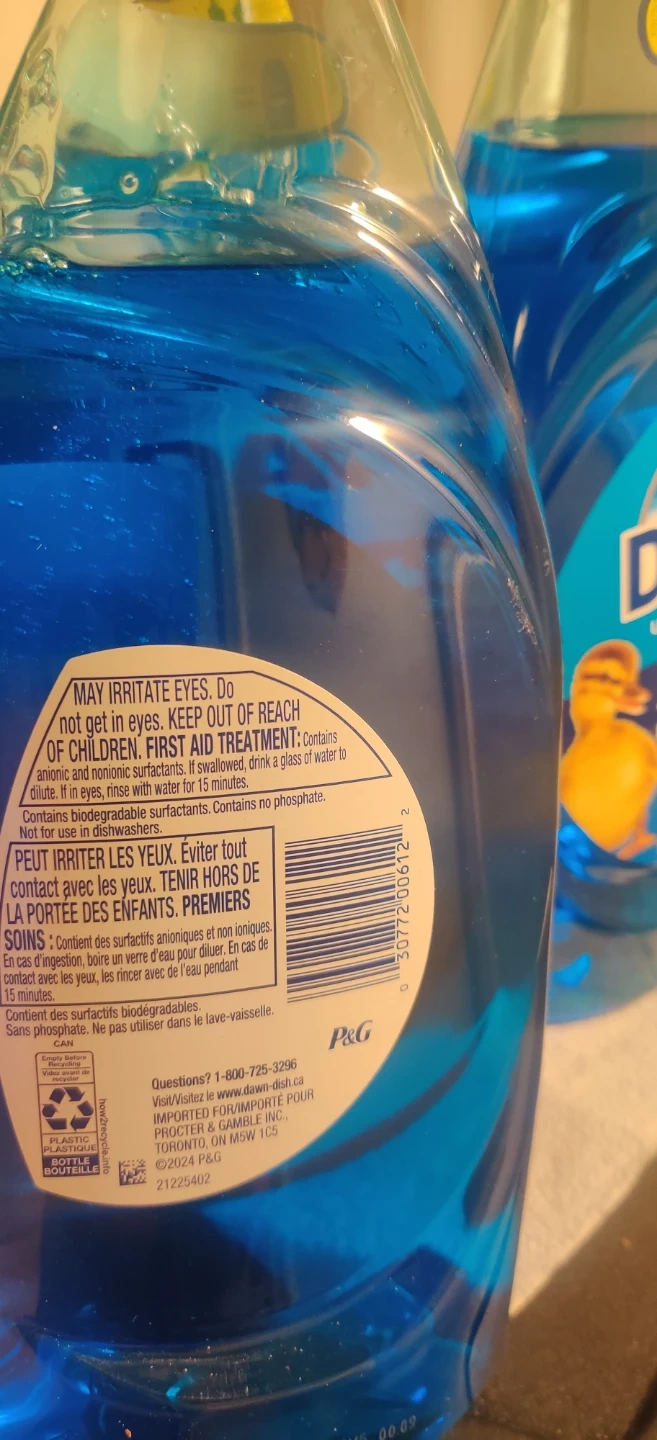 MAY IRRITATE EYES. Do
not get in eyes. KEEP OUT OF REACH
OF CHILDREN. FIRST AID TREATMENT: Contains
anionic and nonionic surfactants. If swallowed, drink a glass of water to
dilute. If in eyes, rinse with water for 15 minutes.
Contains biodegradable surfactants. Contains no phosphate.
Not for use in dishwashers.
PEUT IRRITER LES YEUX. Éviter tout
contact avec les yeux. TENIR HORS DE
LA PORTÉE DES ENFANTS. PREMIERS
SOINS : Contient des surfactifs anioniques et non ioniques.
En cas d'ingestion, boire un verre d'eau pour diluer. En cas de
contact avec les yeux, les rincer avec de l'eau pendant
15 minutes.
Contient des surfactifs biodégradables.
Sans phosphate. Ne pas utiliser dans le lave-vaisselle.
0 30772 00612 2
P&G
CAN
Empty Before
Recycling
Videz avant de
recycler
PLASTIC
PLASTIQUE
BOTTLE
BOUTEILLE
how2recycle.info
Questions? 1-800-725-3296
Visit/Visitez le www.dawn-dish.ca
IMPORTED FOR/IMPORTÉ POUR
PROCTER & GAMBLE INC.,
TORONTO, ON M5W 1C5
©2024 P&G
21225402
00 09
D